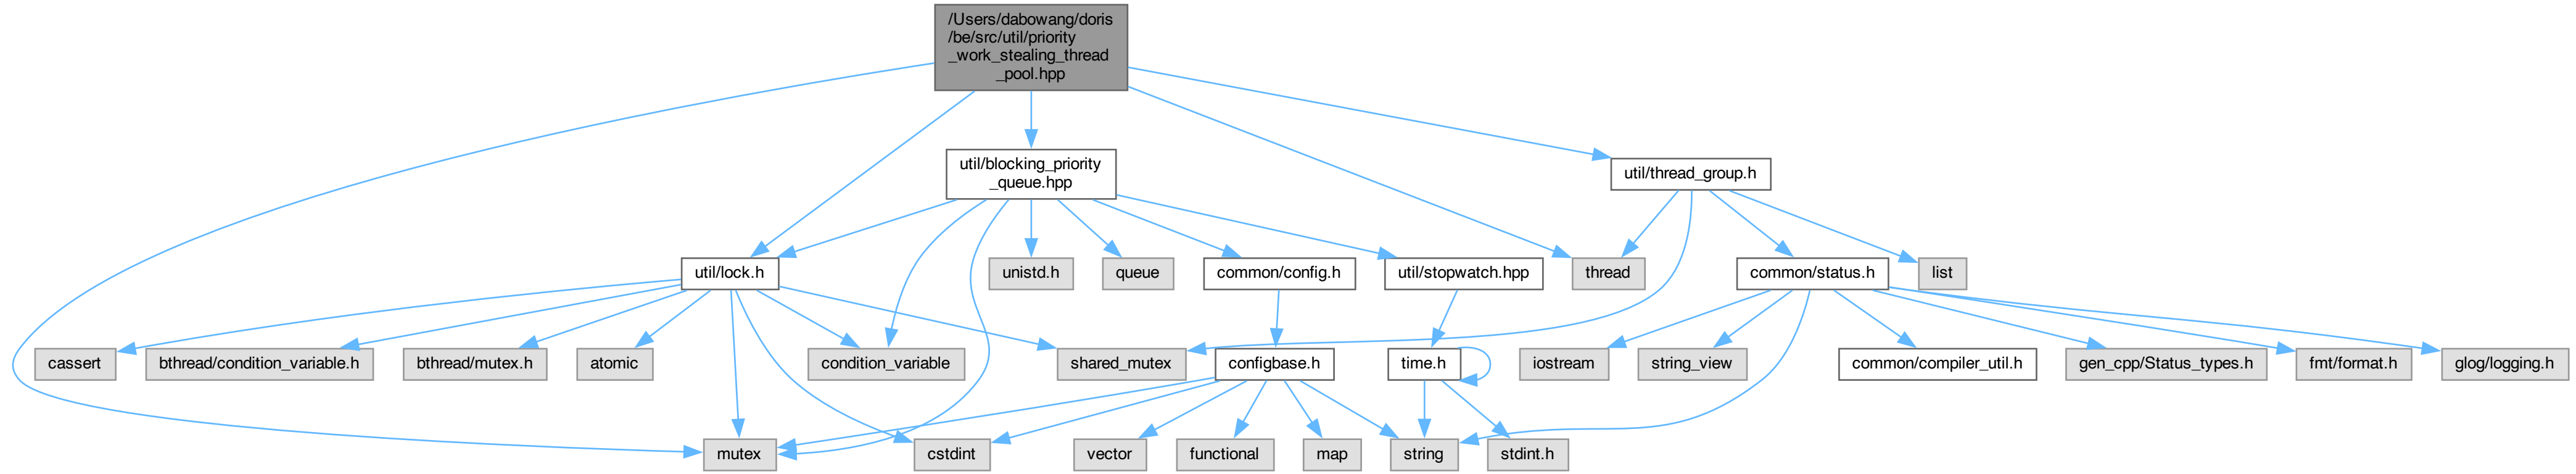 /Users/dabowang/doris
/be/src/util/priority
_work_stealing_thread
_pool.hpp
util/blocking_priority
_queue.hpp
util/thread_group.h
util/lock.h
unistd.h
queue
common/config.h
util/stopwatch.hpp
thread
common/status.h
list
cassert
bthread/condition_variable.h
bthread/mutex.h
atomic
condition_variable
shared_mutex
configbase.h
time.h
iostream
string_view
common/compiler_util.h
gen_cpp/Status_types.h
fmt/format.h
glog/logging.h
mutex
cstdint
vector
functional
map
string
stdint.h